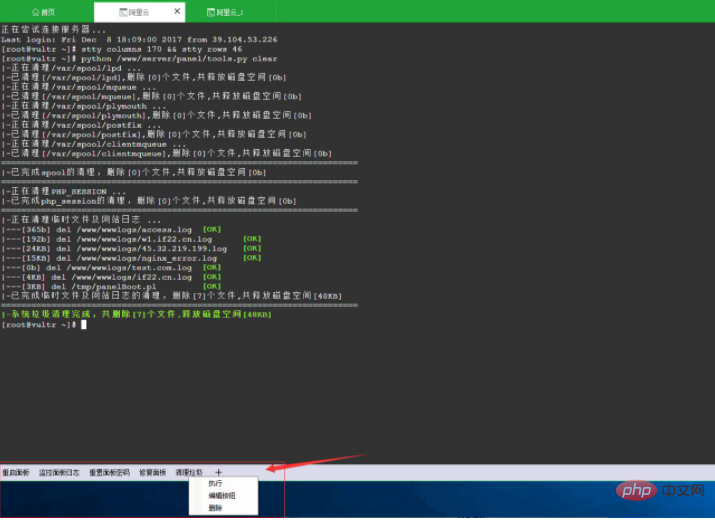 首页 阿里云 阿里云_1
正在尝试连接服务器...
Last login: Fri Dec  8 18:09:00 2017 from 39.104.53.226
[root@vultr ~]# stty columns 170 && stty rows 46
[root@vultr ~]# python /www/server/panel/tools.py clear
|-正在清理/var/spool/lpd ...
|-已清理[/var/spool/lpd],删除[0]个文件,共释放磁盘空间[0b]
|-正在清理/var/spool/mqueue ...
|-已清理[/var/spool/mqueue],删除[0]个文件,共释放磁盘空间[0b]
|-正在清理/var/spool/plymouth ...
|-已清理[/var/spool/plymouth],删除[0]个文件,共释放磁盘空间[0b]
|-正在清理/var/spool/postfix ...
|-已清理[/var/spool/postfix],删除[0]个文件,共释放磁盘空间[0b]
|-正在清理/var/spool/clientmqueue ...
|-已清理[/var/spool/clientmqueue],删除[0]个文件,共释放磁盘空间[0b]
|-已完成spool的清理，删除[0]个文件,共释放磁盘空间[0b]
|-正在清理PHP_SESSION ...
|-已完成php_session的清理，删除[0]个文件,共释放磁盘空间[0b]
|-正在清理临时文件及网站日志 ...
|---[365b] del /www/wwwlogs/access.log [OK]
|---[192b] del /www/wwwlogs/w1.if22.cn.log [OK]
|---[24KB] del /www/wwwlogs/45.32.219.199.log [OK]
|---[15KB] del /www/wwwlogs/nginx_error.log [OK]
|---[0b] del /www/wwwlogs/test.com.log [OK]
|---[4KB] del /www/wwwlogs/if22.cn.log [OK]
|---[3KB] del /tmp/panelBoot.pl [OK]
|-已完成临时文件及网站日志的清理，删除[7]个文件,共释放磁盘空间[48KB]
|-系统垃圾清理完成，共删除[7]个文件,释放磁盘空间[48KB]
[root@vultr ~]#
重启面板 监控面板日志 重置面板密码 修复面板 清理垃圾 +
执行
编辑按钮
删除
php 中文网